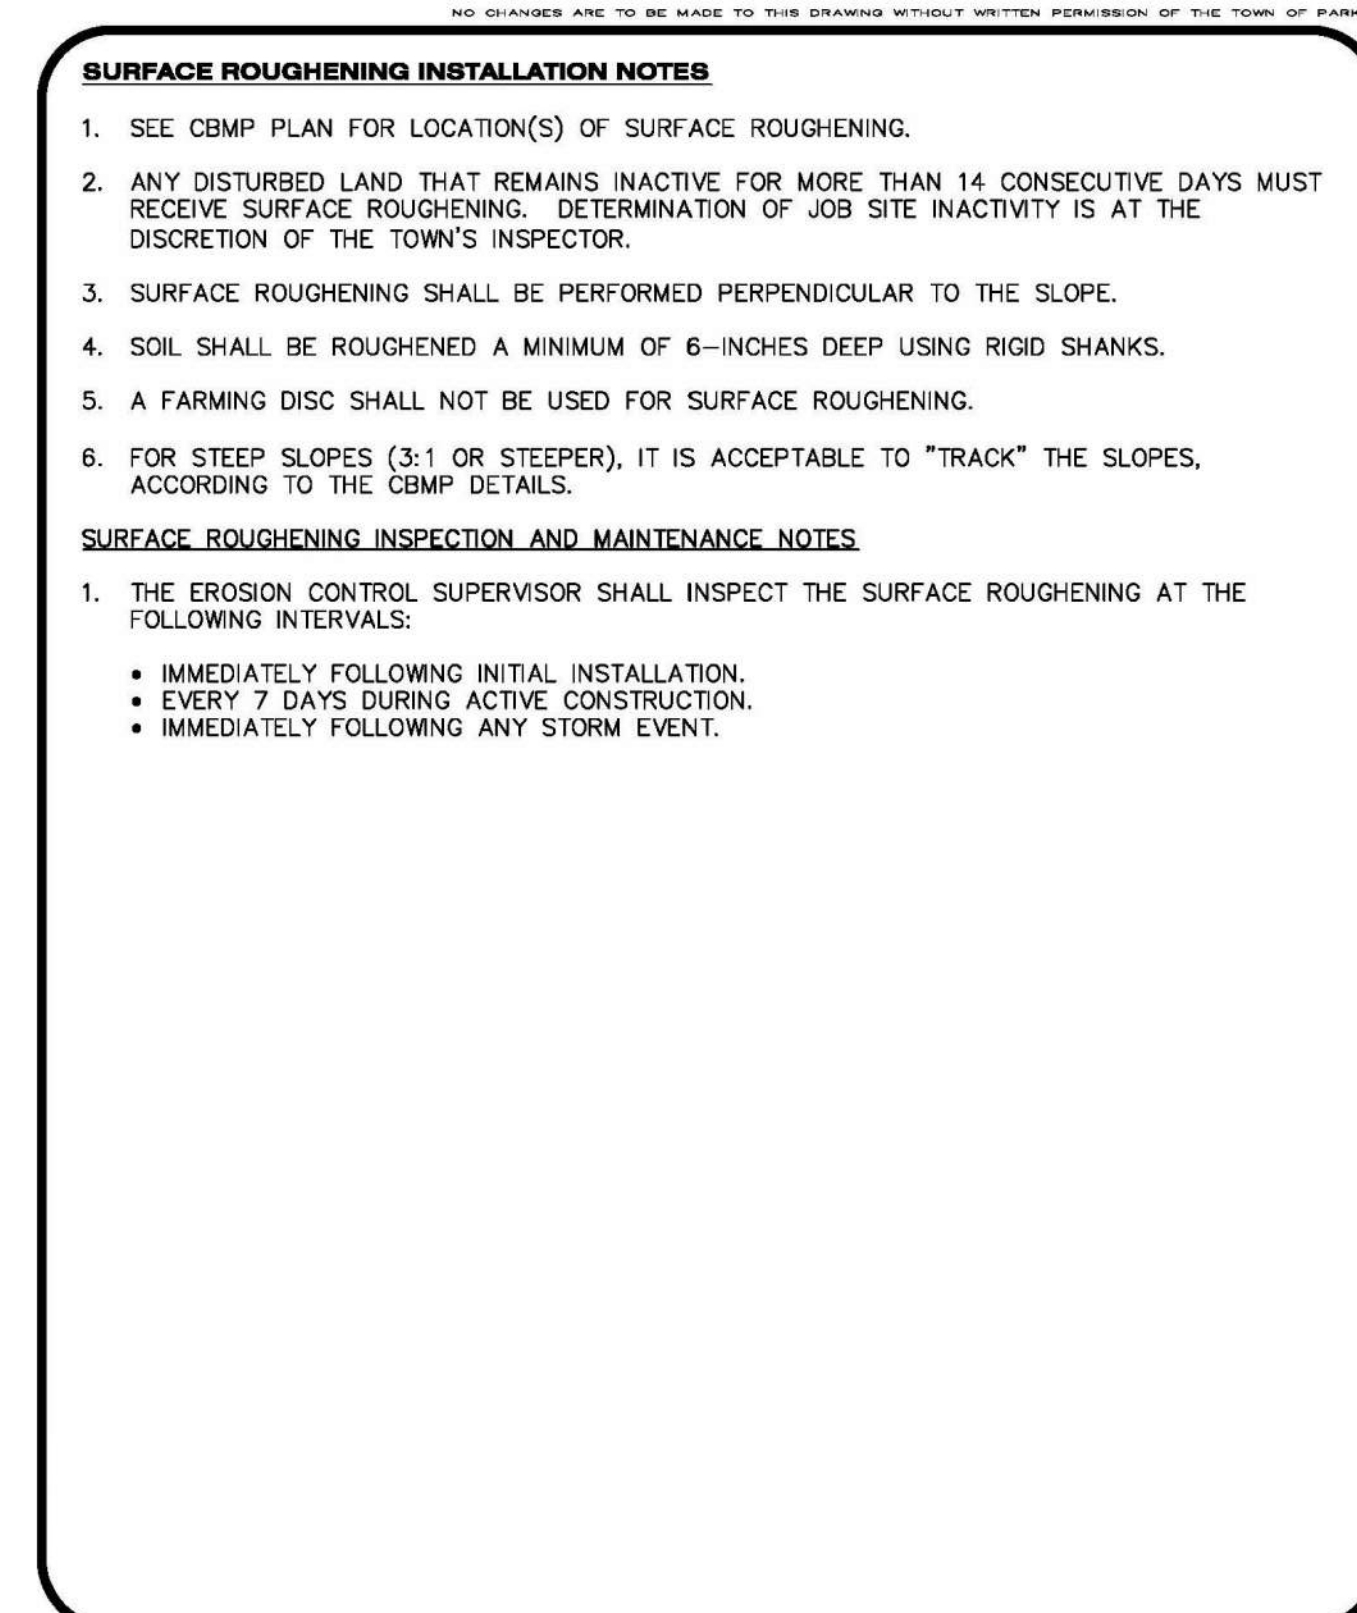 NO CHANGES ARE TO BE MADE TO THIS DRAWING WITHOUT WRITTEN PERMISSION OF THE TOWN OF PARK
SURFACE ROUGHENING INSTALLATION NOTES
1. SEE CBMP PLAN FOR LOCATION(S) OF SURFACE ROUGHENING.
2. ANY DISTURBED LAND THAT REMAINS INACTIVE FOR MORE THAN 14 CONSECUTIVE DAYS MUST
RECEIVE SURFACE ROUGHENING. DETERMINATION OF JOB SITE INACTIVITY IS AT THE
DISCRETION OF THE TOWN'S INSPECTOR.
3. SURFACE ROUGHENING SHALL BE PERFORMED PERPENDICULAR TO THE SLOPE.
4. SOIL SHALL BE ROUGHENED A MINIMUM OF 6-INCHES DEEP USING RIGID SHANKS.
5. A FARMING DISC SHALL NOT BE USED FOR SURFACE ROUGHENING.
6. FOR STEEP SLOPES (3:1 OR STEEPER), IT IS ACCEPTABLE TO "TRACK" THE SLOPES,
ACCORDING TO THE CBMP DETAILS.
SURFACE ROUGHENING INSPECTION AND MAINTENANCE NOTES
1. THE EROSION CONTROL SUPERVISOR SHALL INSPECT THE SURFACE ROUGHENING AT THE
FOLLOWING INTERVALS:
• IMMEDIATELY FOLLOWING INITIAL INSTALLATION.
• EVERY 7 DAYS DURING ACTIVE CONSTRUCTION.
• IMMEDIATELY FOLLOWING ANY STORM EVENT.